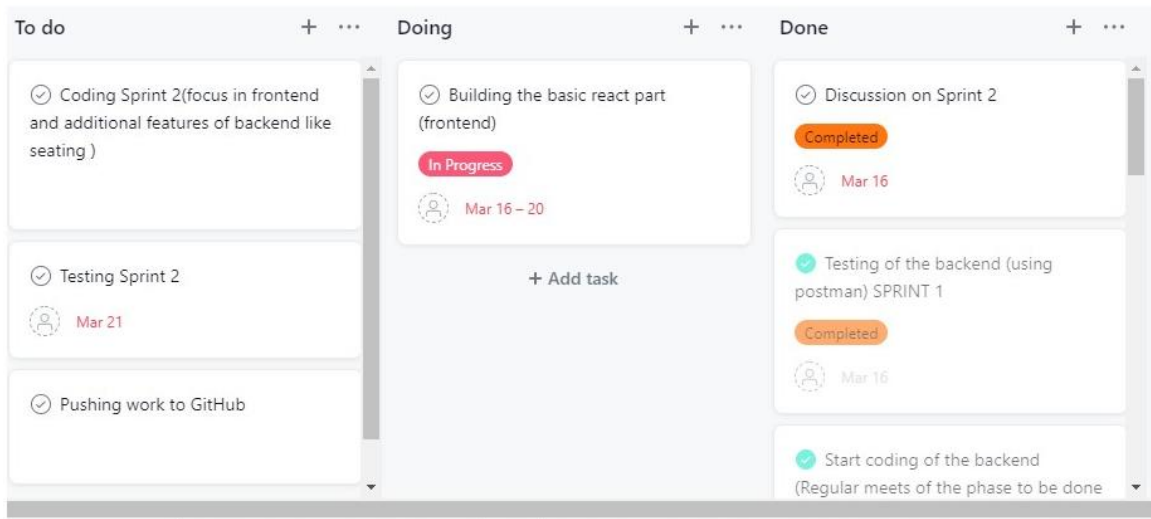 To do
Coding Sprint 2(focus in frontend
and additional features of backend like
seating )
Testing Sprint 2
Mar 21
Pushing work to GitHub
Doing
Building the basic react part
(frontend)
In Progress
Mar 16 – 20
+ Add task
Done
Discussion on Sprint 2
Completed
Mar 16
Testing of the backend (using
postman) SPRINT 1
Completed
Mar 16
Start coding of the backend
(Regular meets of the phase to be done